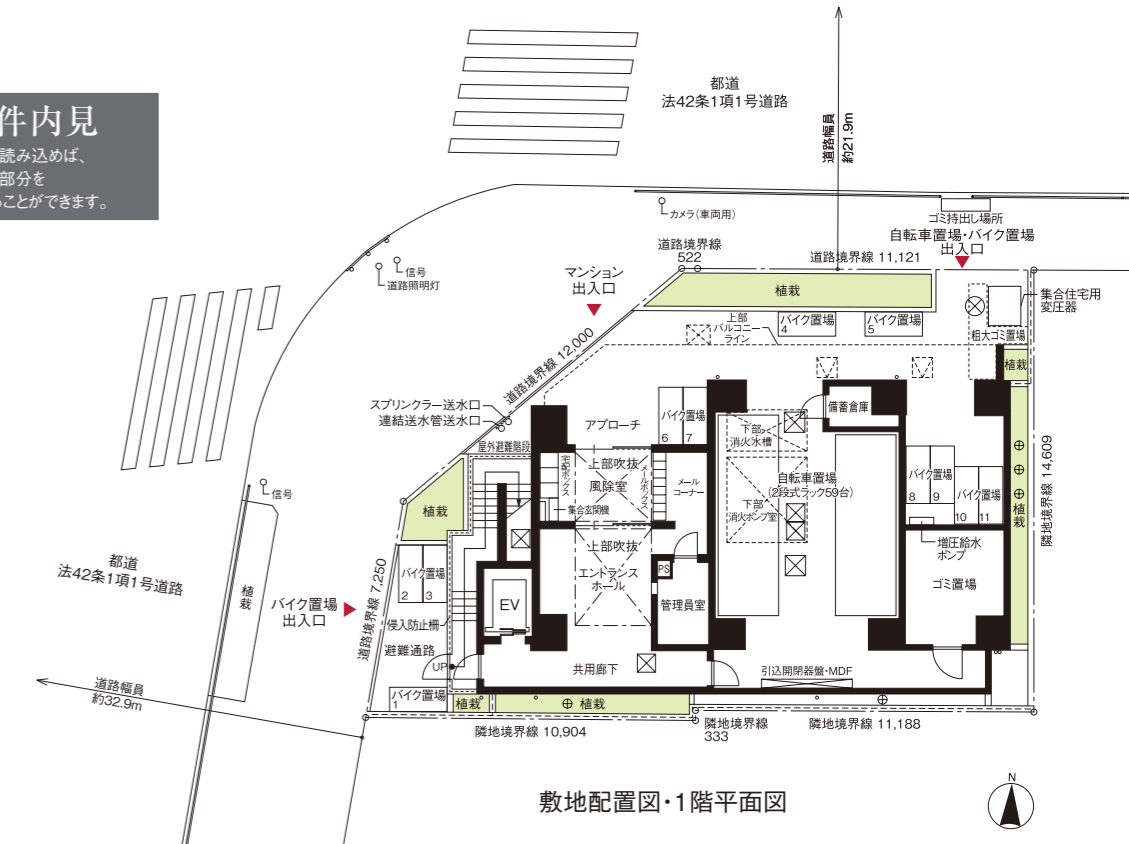 件内見
読み込めば、
部分を
ことができます。
都道
法42条1項1号道路
道路幅員
約21.9m
カメラ(車両用)
ゴミ持出し場所
自転車置場・バイク置場
出入口
道路境界線
522
道路境界線 11,121
信号
道路照明灯
マンション
出入口
植栽
集合住宅用
変圧器
上部
バルコニー
ライン
バイク置場
4
バイク置場
5
粗大ゴミ置場
植栽
道路境界線 12,000
スプリンクラー送水口
連結送水管送水口
アプローチ
バイク置場
6 7
備蓄倉庫
下部
消火水槽
屋外避難階段
宅配ボックス
上部吹抜
風除室
メールボックス
メール
コーナー
集合玄関機
自転車置場
(2段式ラック59台)
下部
消火ポンプ室
バイク置場
8 9
バイク置場
10 11
植栽
隣地境界線 14,609
信号
植栽
増圧給水
ポンプ
ゴミ置場
上部吹抜
エントランス
ホール
PS
管理員室
EV
都道
法42条1項1号道路
植栽
バイク置場
出入口
道路境界線 7,250
バイク置場
2 3
侵入防止柵
避難通路
UP
共用廊下
引込開閉器盤・MDF
道路幅員
約32.9m
バイク置場
1
植栽
植栽
隣地境界線 10,904
隣地境界線
333
隣地境界線 11,188
敷地配置図・1階平面図
N